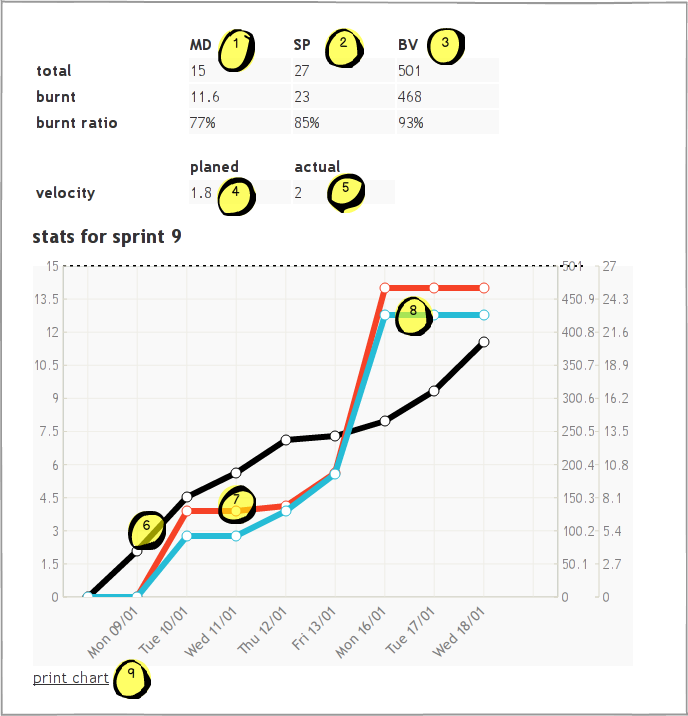 MD 1 SP 2 BV 3
total 15 27 501
burnt 11.6 23 468
burnt ratio 77% 85% 93%
planed actual
velocity 1.8 4 2 5
stats for sprint 9
15 501 27
13.5 450.9 24.3
8
12 400.8 21.6
10.5 350.7 18.9
9 300.6 16.2
7.5 250.5 13.5
6 200.4 10.8
4.5 150.3 8.1
7
6
3 100.2 5.4
1.5 50.1 2.7
0 0 0
Mon 09/01 Tue 10/01 Wed 11/01 Thu 12/01 Fri 13/01 Mon 16/01 Tue 17/01 Wed 18/01
print chart 9